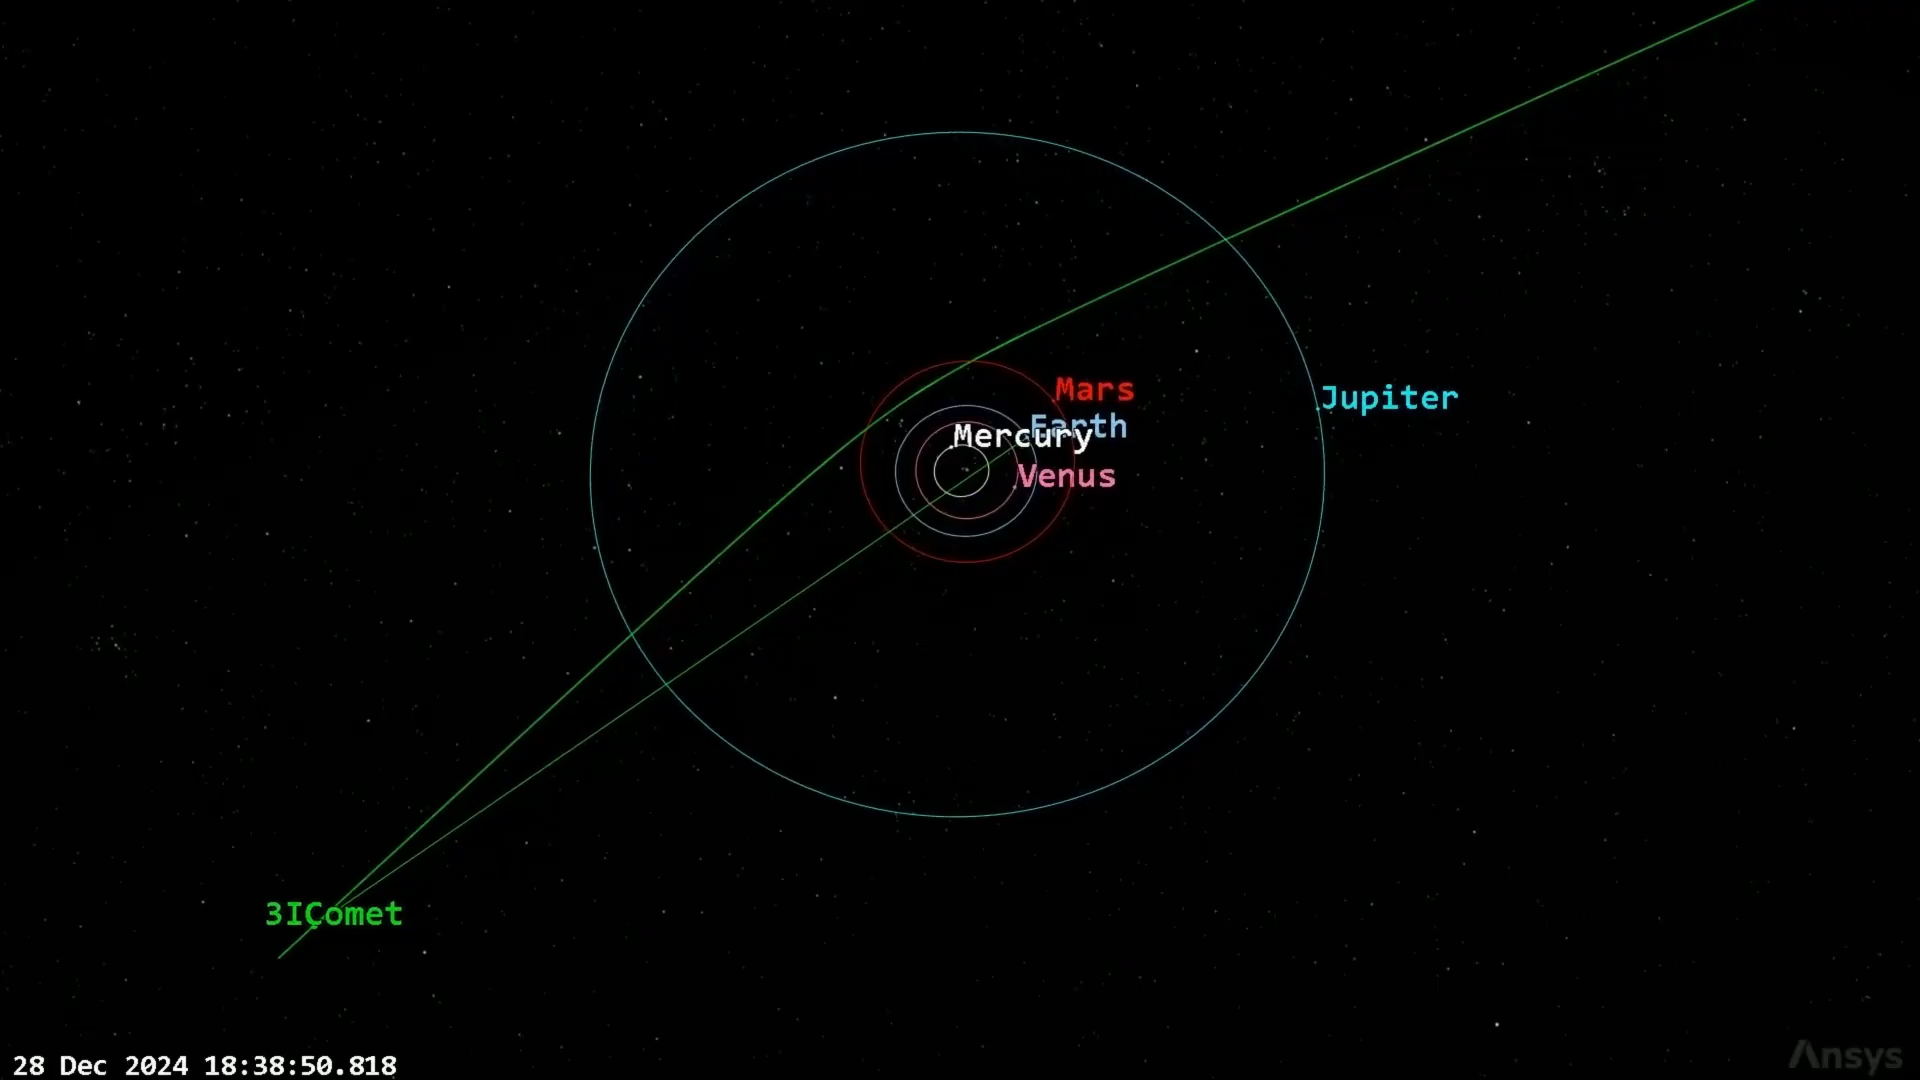 Mars
Jupiter
Earth
Mercury
Venus
3IComet
28 Dec 2024 18:38:50.818
Ansys